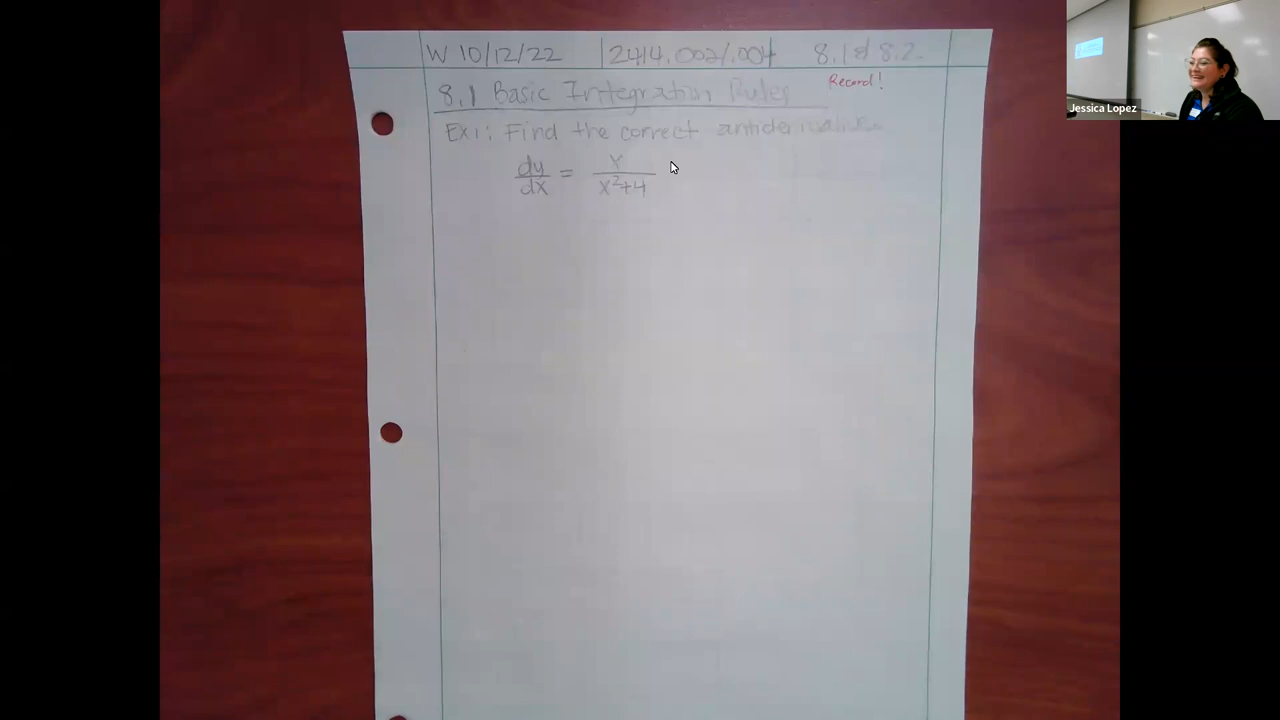 W 10/12/22 2414.002/.004 8.1 & 8.2
Record!
8.1 Basic Integration Rules
Ex1: Find the correct antiderivative
dy/dx = x/(x²+4)
Jessica Lopez